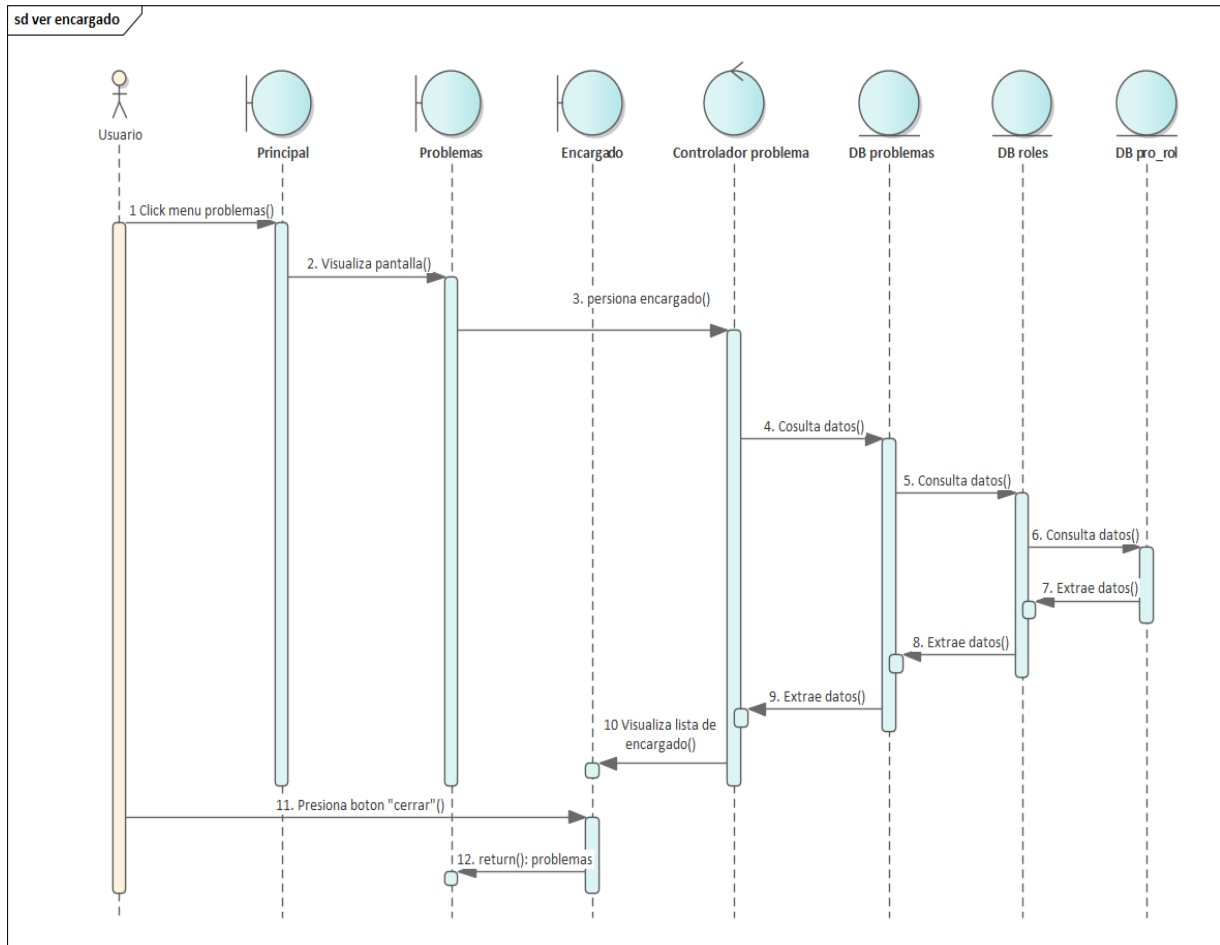 sd ver encargado
Usuario
Principal
Problemas
Encargado
Controlador problema
DB problemas
DB roles
DB pro_rol
1 Click menu problemas()
2. Visualiza pantalla()
3. persiona encargado()
4. Cosulta datos()
5. Consulta datos()
6. Consulta datos()
7. Extrae datos()
8. Extrae datos()
9. Extrae datos()
10 Visualiza lista de
encargado()
11. Presiona boton "cerrar"()
12. return(): problemas